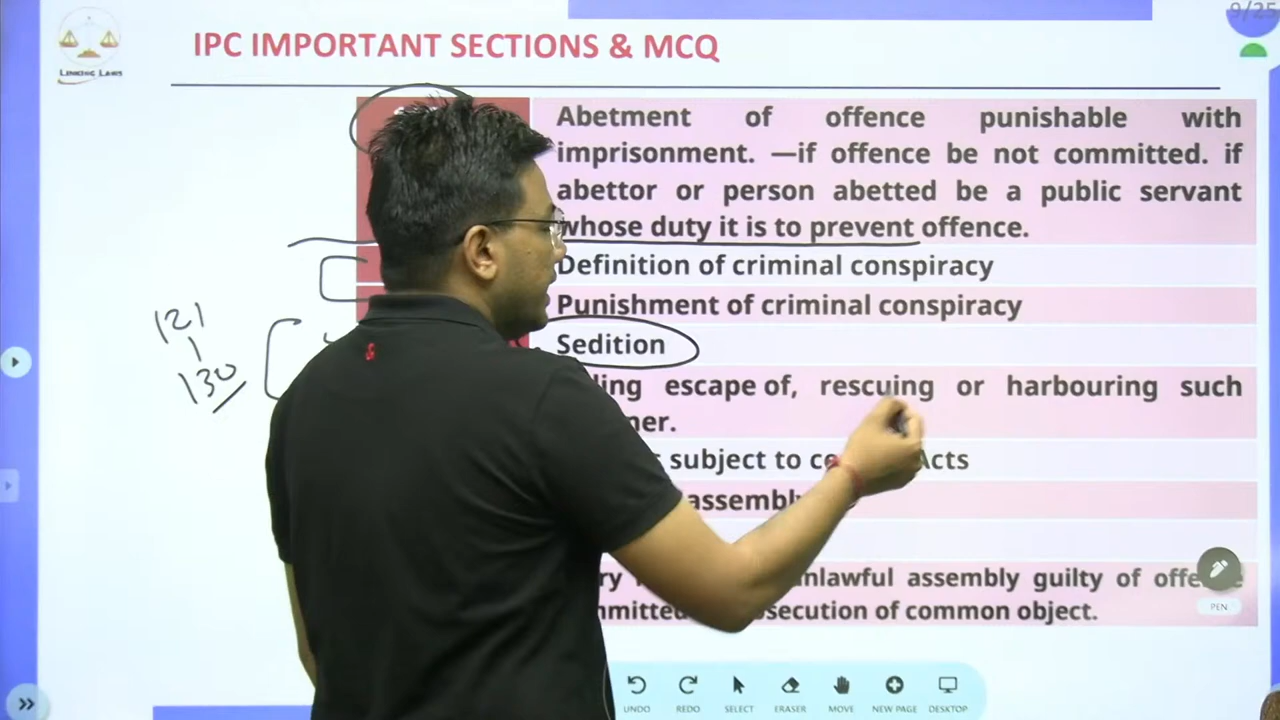 9/25
LINKING LAWS
IPC IMPORTANT SECTIONS & MCQ
Abetment of offence punishable with
imprisonment. —if offence be not committed. if
abettor or person abetted be a public servant
whose duty it is to prevent offence.
Definition of criminal conspiracy
Punishment of criminal conspiracy
121
130
Sedition
escape of, rescuing or harbouring such
subject to Acts
assembly
unlawful assembly guilty of
of common object.
PEN
UNDO REDO SELECT ERASER MOVE NEW PAGE DESKTOP